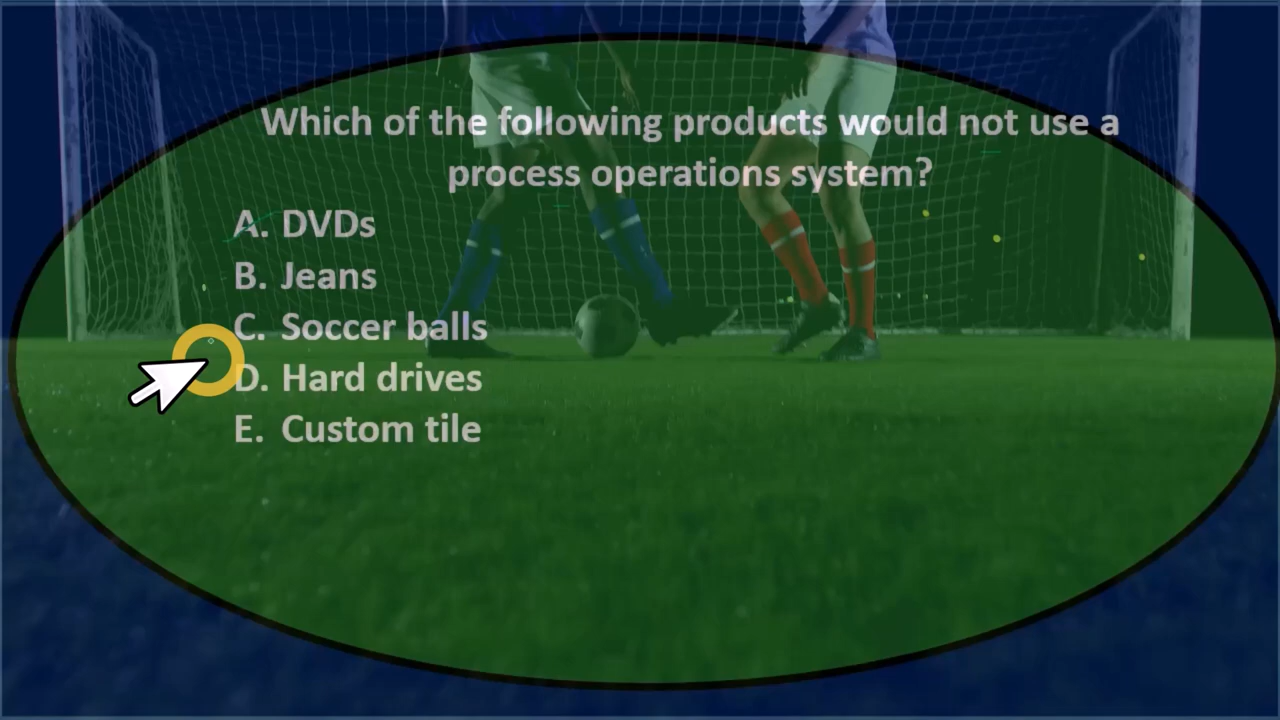 Which of the following products would not use a
process operations system?
A. DVDs
B. Jeans
C. Soccer balls
D. Hard drives
E. Custom tile